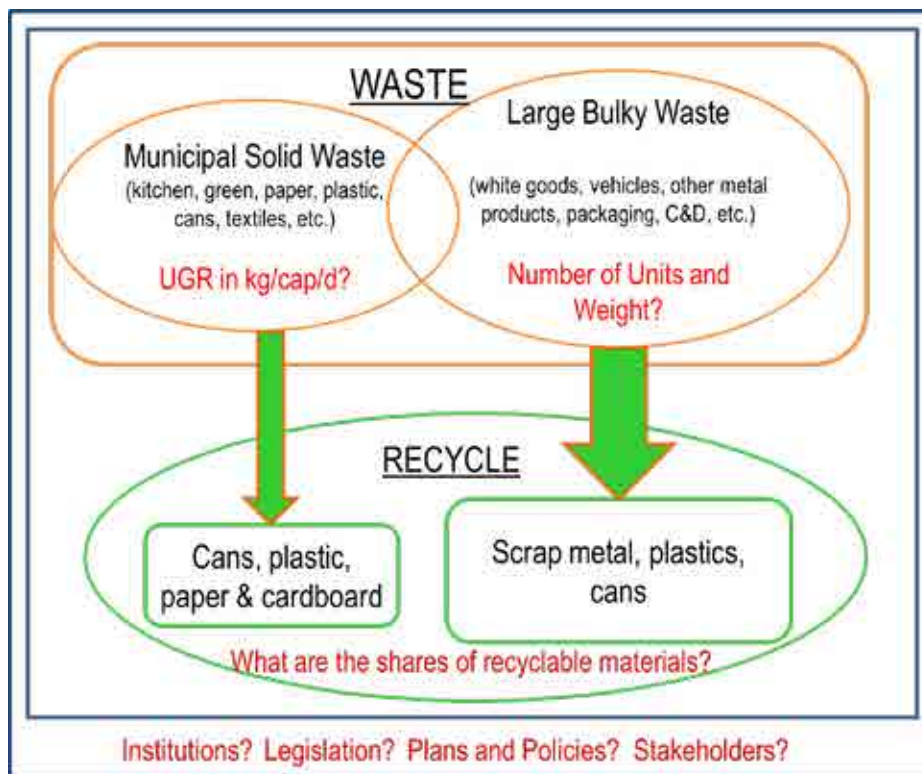 WASTE
Municipal Solid Waste
(kitchen, green, paper, plastic,
cans, textiles, etc.)
UGR in kg/cap/d?
Large Bulky Waste
(white goods, vehicles, other metal
products, packaging, C&D, etc.)
Number of Units and
Weight?
RECYCLE
Cans, plastic,
paper & cardboard
Scrap metal, plastics,
cans
What are the shares of recyclable materials?
Institutions? Legislation? Plans and Policies? Stakeholders?